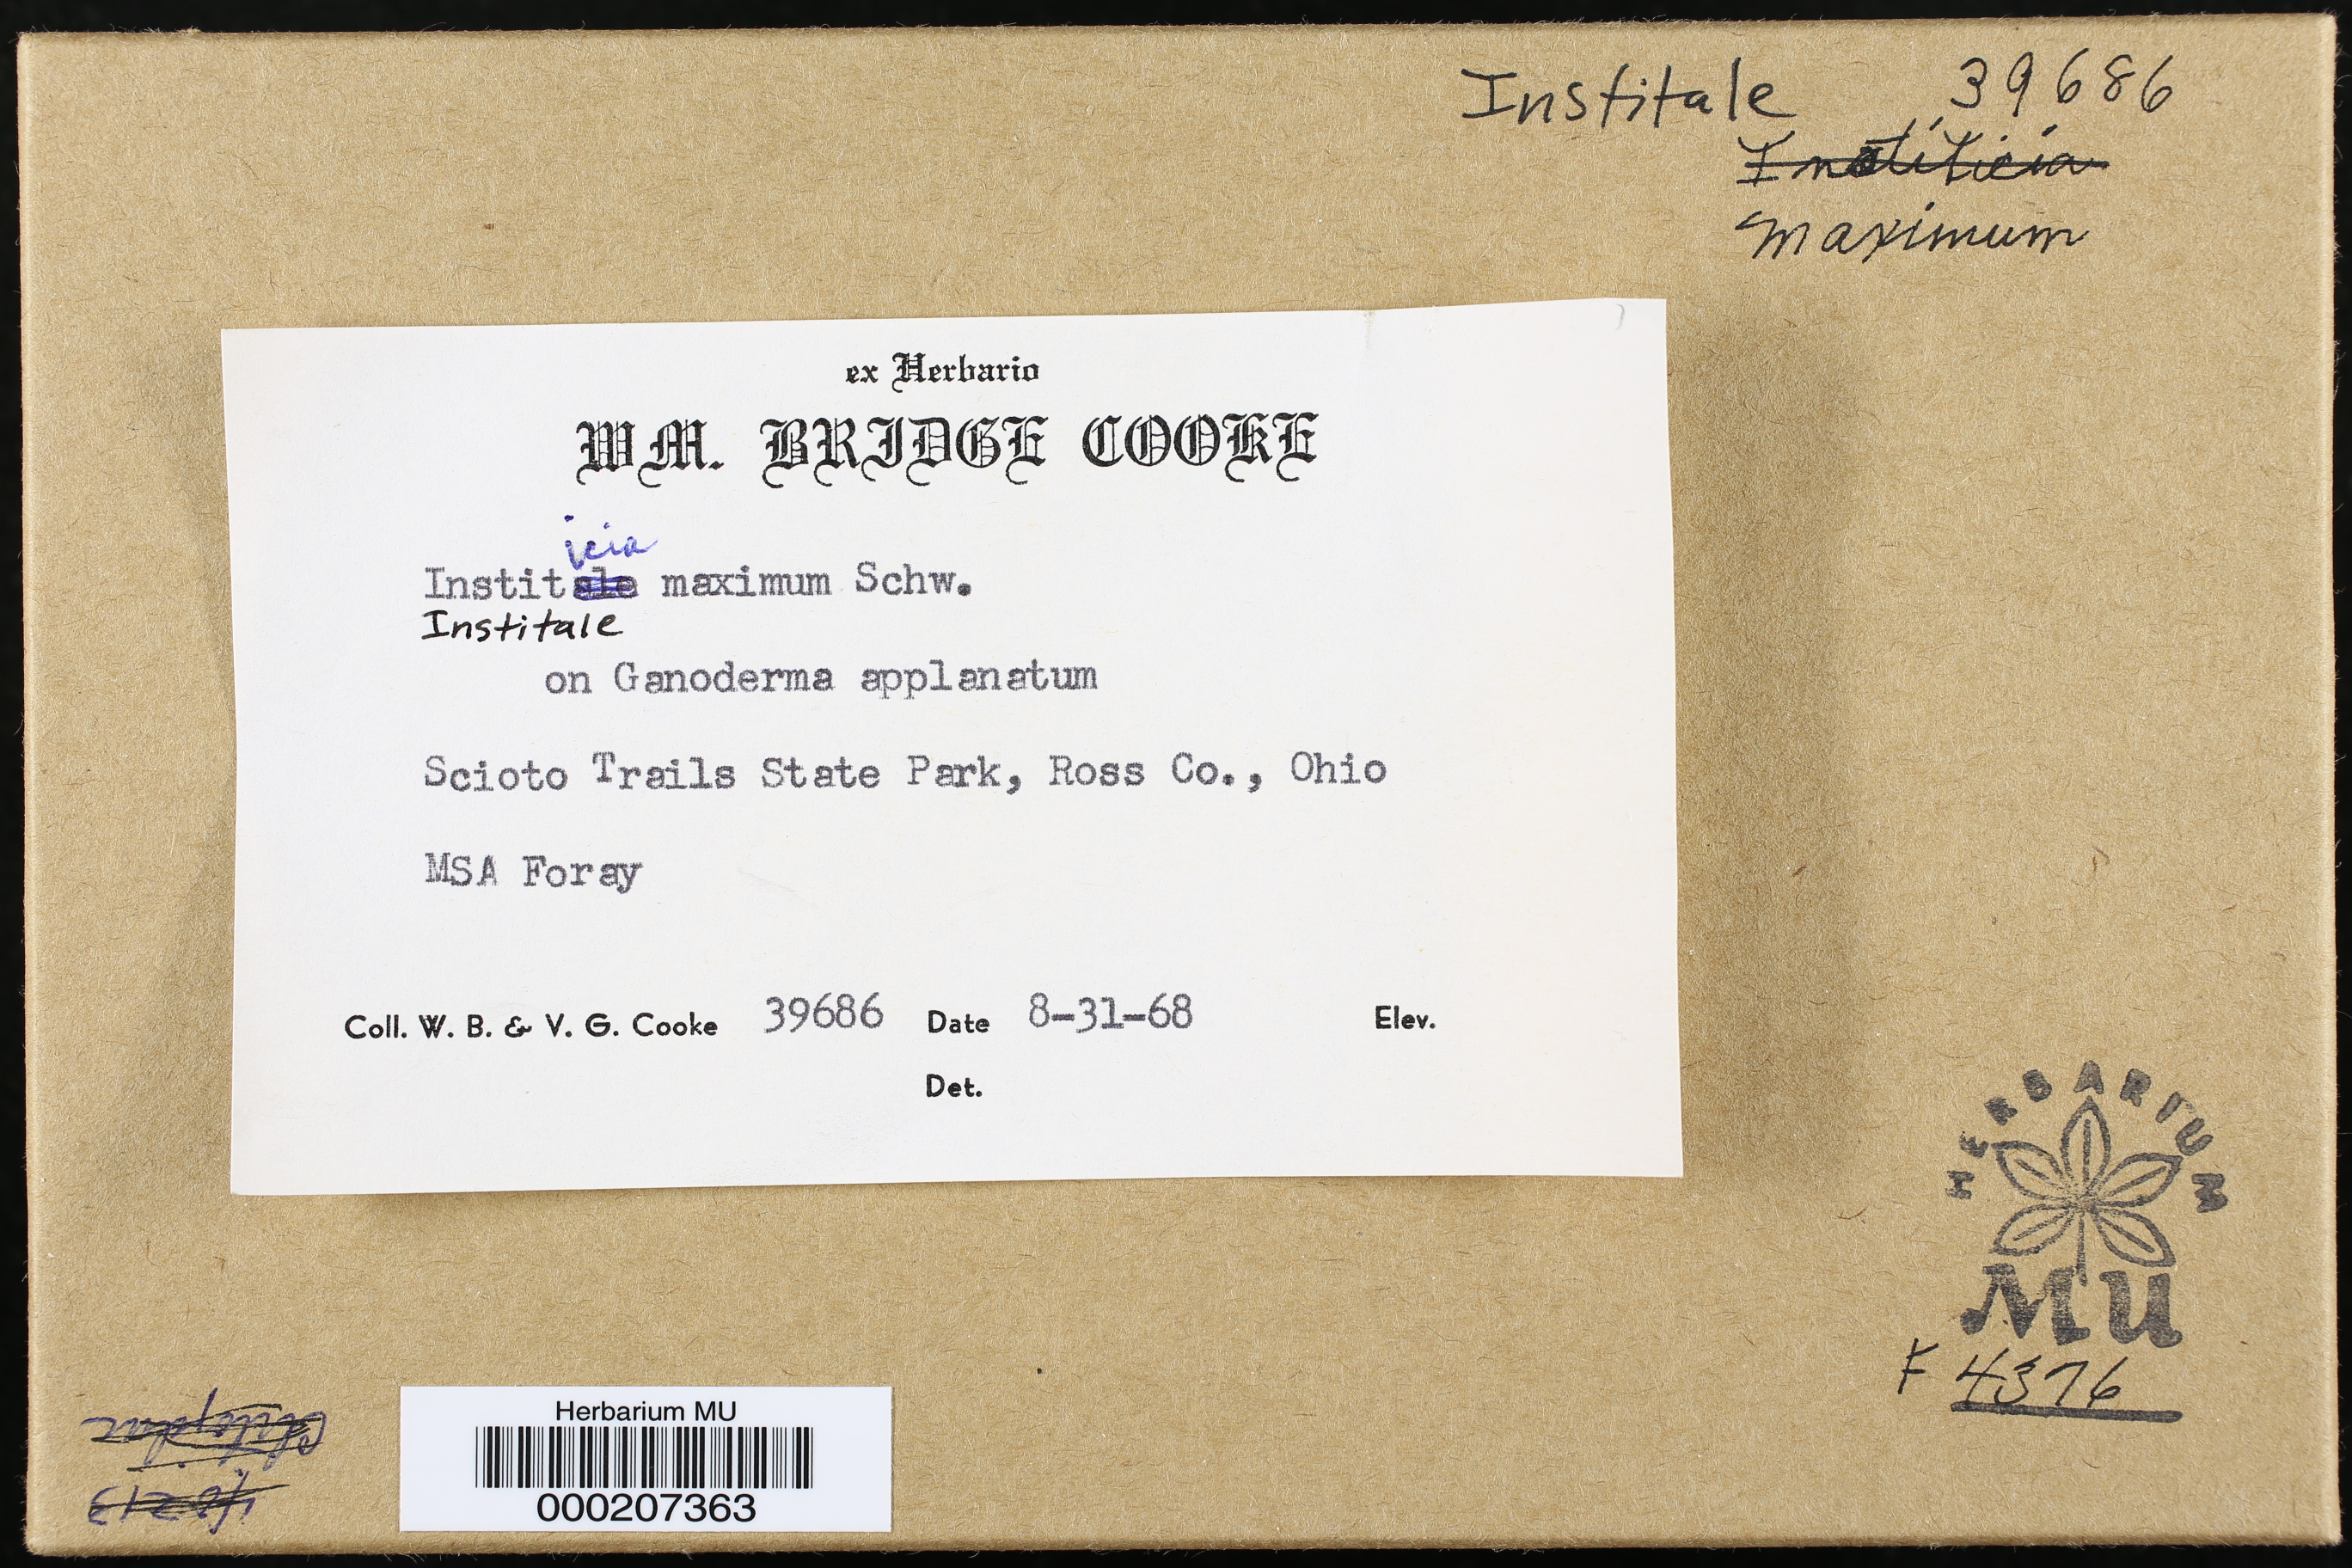 Institale 39686
Institicia
maximum
ex Herbario
WM. BRIDGE COOKE
icia
Institale maximum Schw.
Institale
on Ganoderma applanatum
Scioto Trails State Park, Ross Co., Ohio
MSA Foray
Coll. W. B. & V. G. Cooke 39686 Date 8-31-68 Elev.
Det.
HERBARIUM
MU
F 4376
Herbarium MU
000207363